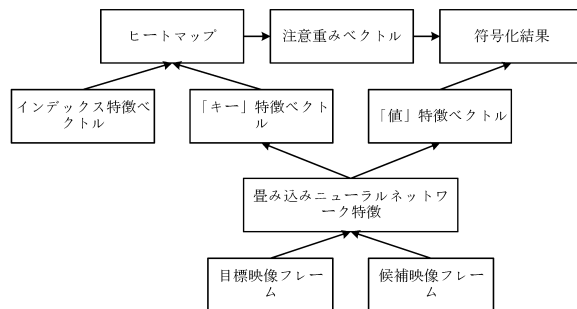 ヒートマップ
注意重みベクトル
符号化結果
インデックス特徴ベ
クトル
「キー」特徴ベクト
ル
「値」特徴ベクトル
畳み込みニューラルネットワ
ーク特徴
目標映像フレー
ム
候補映像フレー
ム